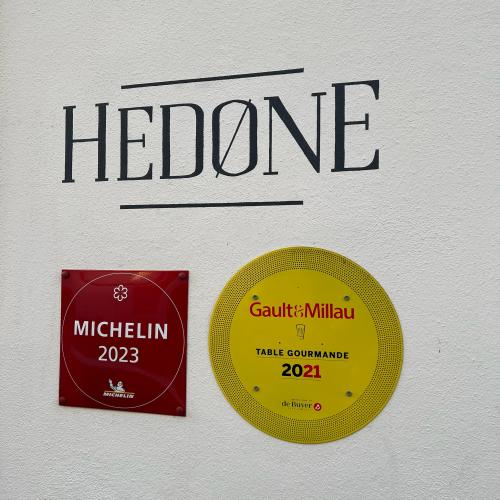 HEDØNE
MICHELIN
2023
MICHELIN
Gault&Millau
TABLE GOURMANDE
2021
de Buyer